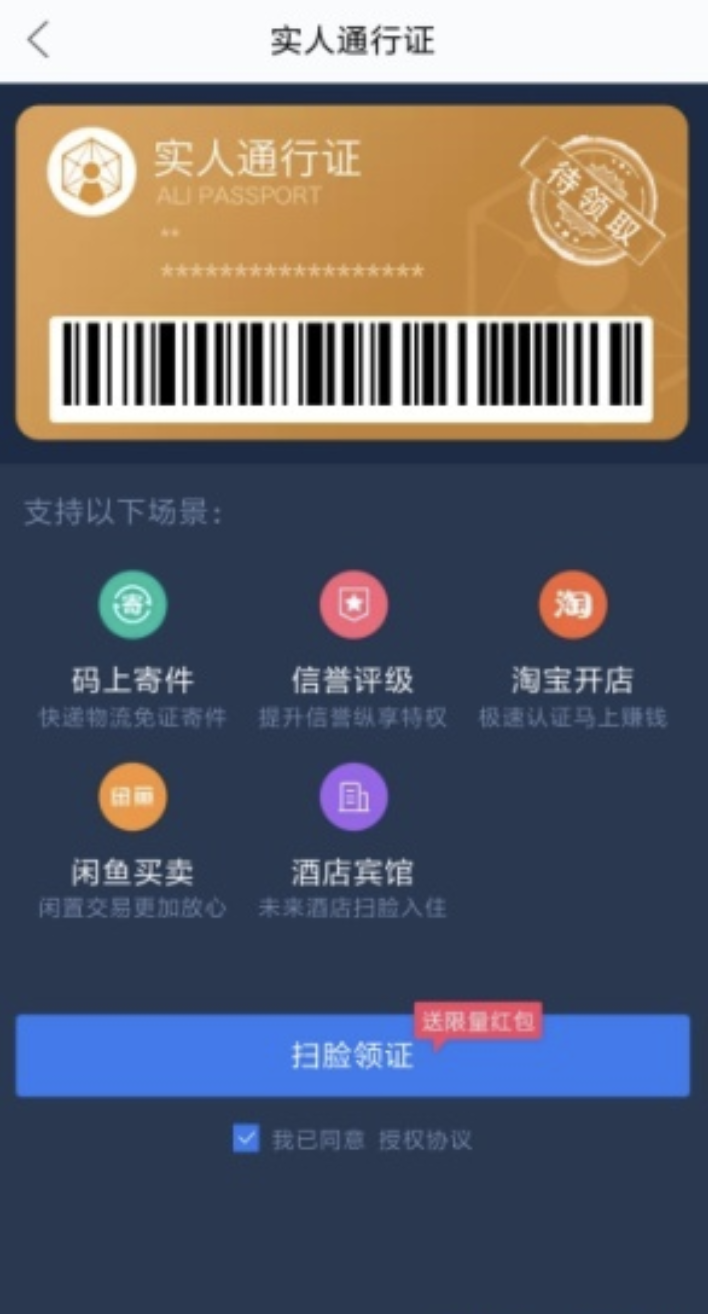 实人通行证
实人通行证
ALI PASSPORT
待领取
**
******************
支持以下场景：
寄
淘
码上寄件
信誉评级
淘宝开店
快递物流免证寄件
提升信誉纵享特权
极速认证马上赚钱
闲鱼买卖
酒店宾馆
闲置交易更加放心
未来酒店扫脸入住
送限量红包
扫脸领证
我已同意 授权协议